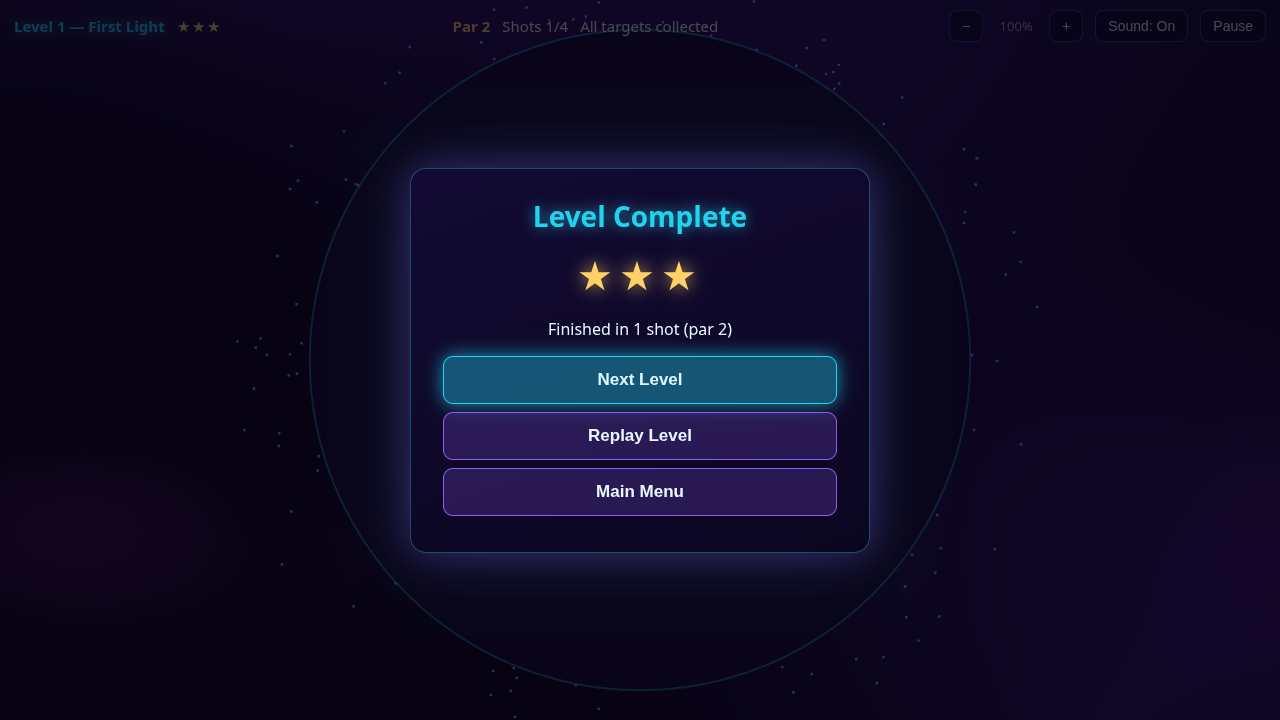 Level 1 — First Light ★★★ Par 2 Shots 1/4 All targets collected − 100% + Sound: On Pause
Level Complete
★★★
Finished in 1 shot (par 2)
Next Level
Replay Level
Main Menu